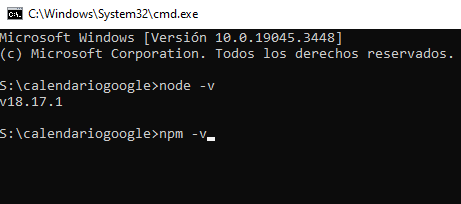 C:\Windows\System32\cmd.exe
Microsoft Windows [Versión 10.0.19045.3448]
(c) Microsoft Corporation. Todos los derechos reservados.
S:\calendariogoogle>node -v
v18.17.1
S:\calendariogoogle>npm -v